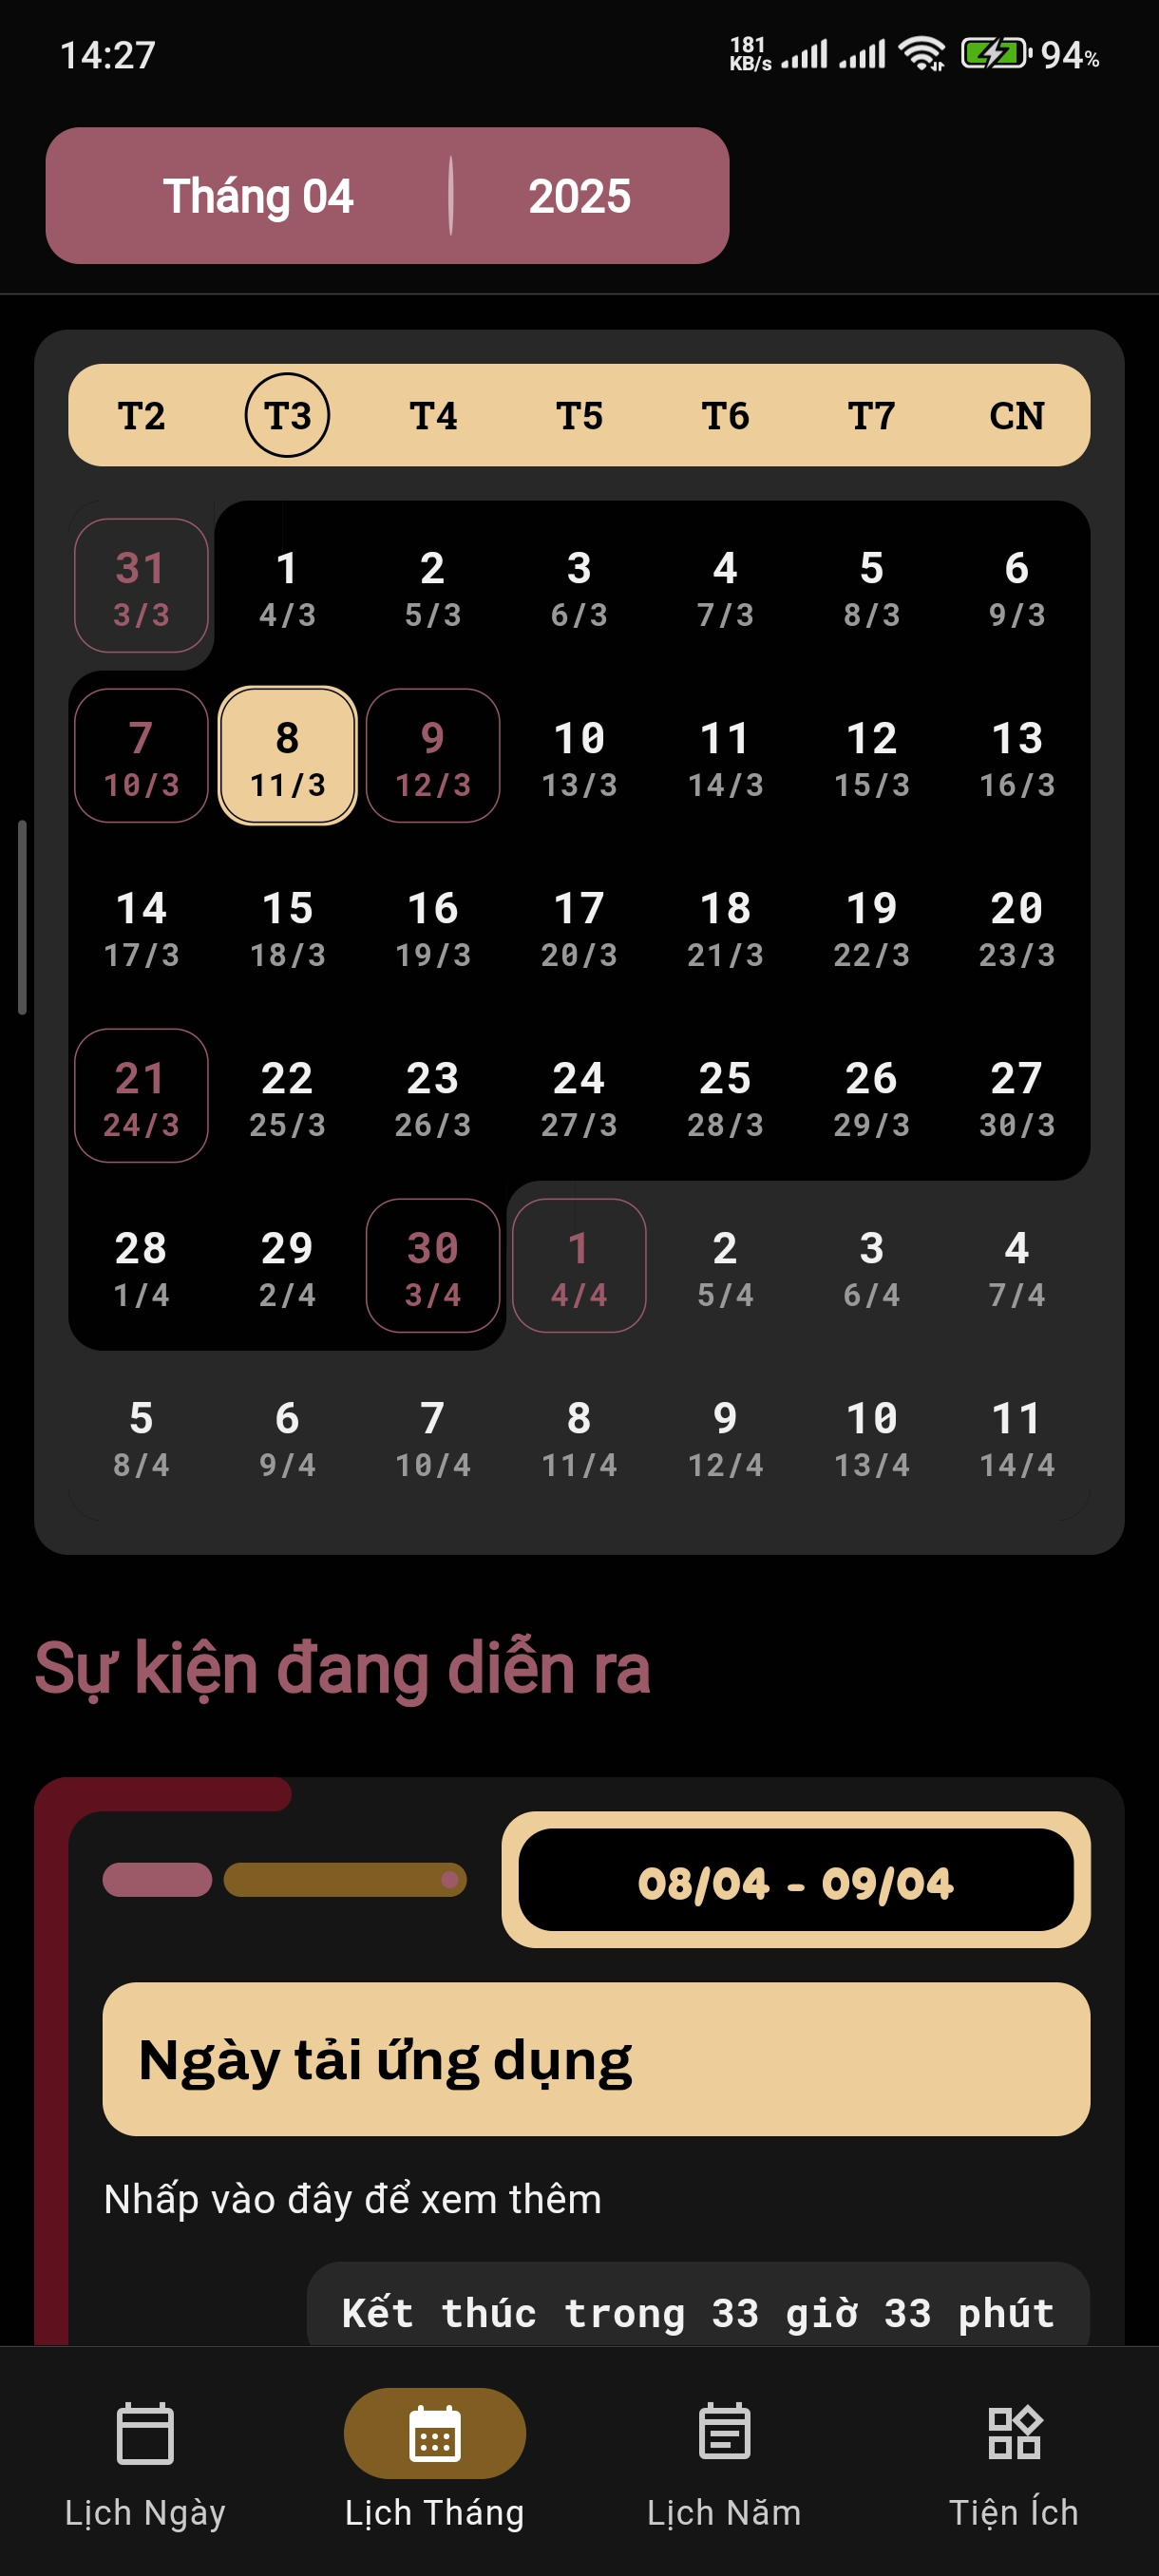 14:27 181 KB/s 94%
Tháng 04 2025
T2 T3 T4 T5 T6 T7 CN
31 1 2 3 4 5 6
3/3 4/3 5/3 6/3 7/3 8/3 9/3
7 8 9 10 11 12 13
10/3 11/3 12/3 13/3 14/3 15/3 16/3
14 15 16 17 18 19 20
17/3 18/3 19/3 20/3 21/3 22/3 23/3
21 22 23 24 25 26 27
24/3 25/3 26/3 27/3 28/3 29/3 30/3
28 29 30 1 2 3 4
1/4 2/4 3/4 4/4 5/4 6/4 7/4
5 6 7 8 9 10 11
8/4 9/4 10/4 11/4 12/4 13/4 14/4
Sự kiện đang diễn ra
08/04 - 09/04
Ngày tải ứng dụng
Nhấp vào đây để xem thêm
Kết thúc trong 33 giờ 33 phút
Lịch Ngày Lịch Tháng Lịch Năm Tiện Ích